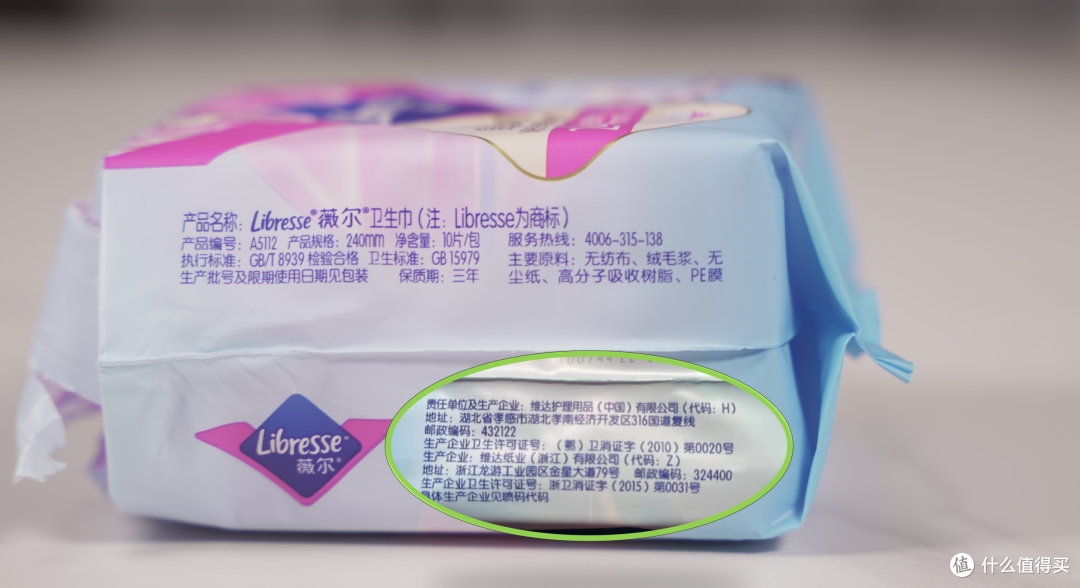 产品名称：Libresse®薇尔®卫生巾（注：Libresse为商标）
产品编号：A5112 产品规格：240mm 净含量：10片/包
执行标准：GB/T 8939 检验合格 卫生标准：GB 15979
生产批号及限期使用日期见包装 保质期：三年
服务热线：4006-315-138
主要原料：无纺布、绒毛浆、无
尘纸、高分子吸收树脂、PE膜
责任单位及生产企业：维达护理用品（中国）有限公司（代码：H）
地址：湖北省孝感市湖北孝南经济开发区316国道复线
邮政编码：432122
生产企业卫生许可证号：（鄂）卫消证字（2010）第0020号
生产企业：维达纸业（浙江）有限公司（代码：Z）
地址：浙江龙游工业园区金星大道79号 邮政编码：324400
生产企业卫生许可证号：浙卫消证字（2015）第0031号
具体生产企业见喷码代码
Libresse®
薇尔®
值 什么值得买